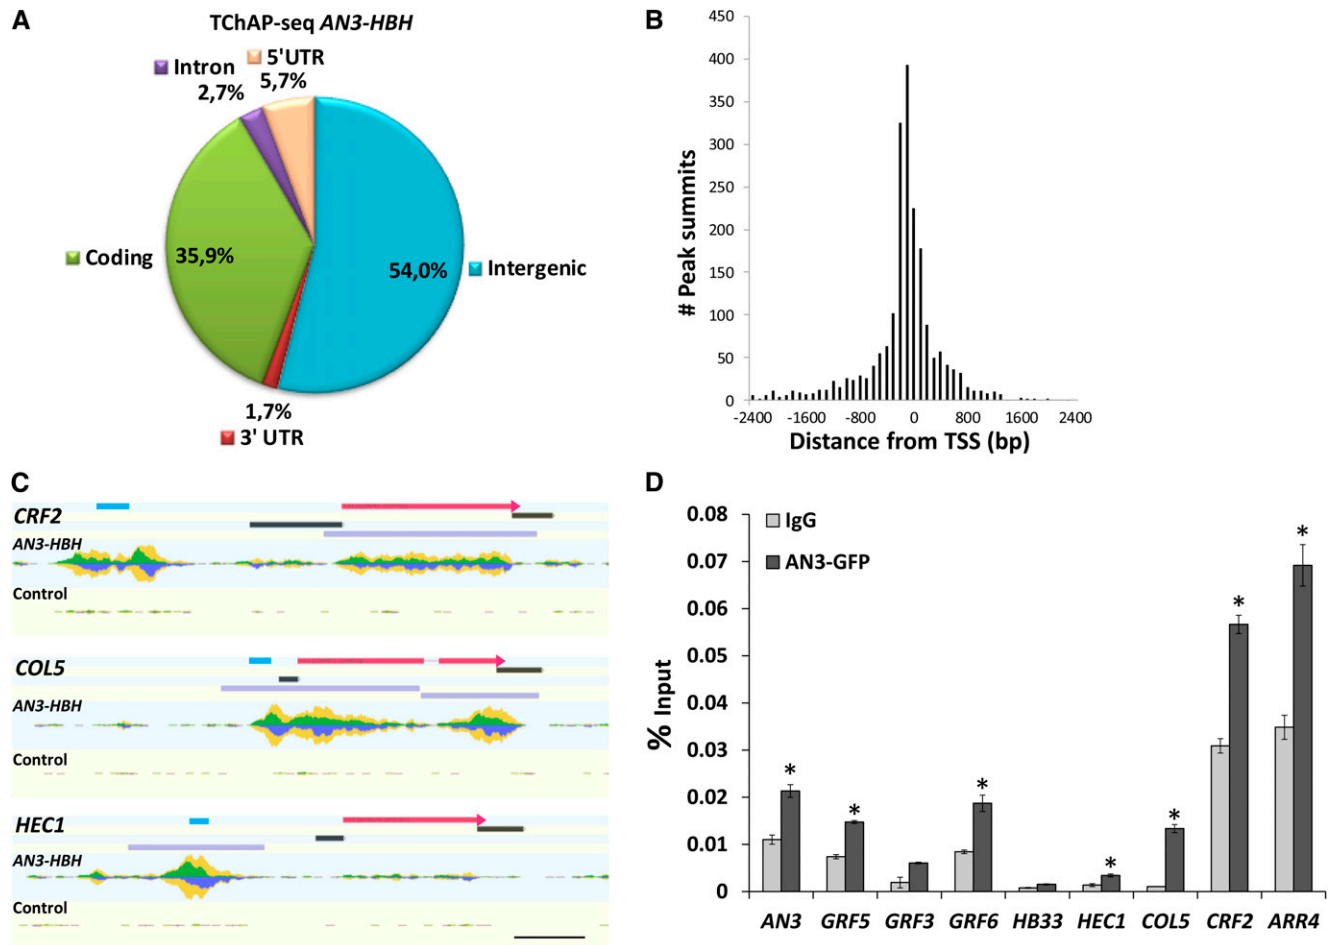 A
TChAP-seq AN3-HBH
5'UTR
5,7%
Intron
2,7%
Coding
35,9%
54,0%
Intergenic
1,7%
3' UTR
B
450
400
350
300
250
200
150
100
50
0
# Peak summits
-2400 -1600 -800 0 800 1600 2400
Distance from TSS (bp)
C
CRF2
AN3-HBH
Control
COL5
AN3-HBH
Control
HEC1
AN3-HBH
Control
D
IgG
AN3-GFP
0.08
0.07
0.06
0.05
0.04
0.03
0.02
0.01
0
% Input
* * * * * * *
AN3 GRF5 GRF3 GRF6 HB33 HEC1 COL5 CRF2 ARR4